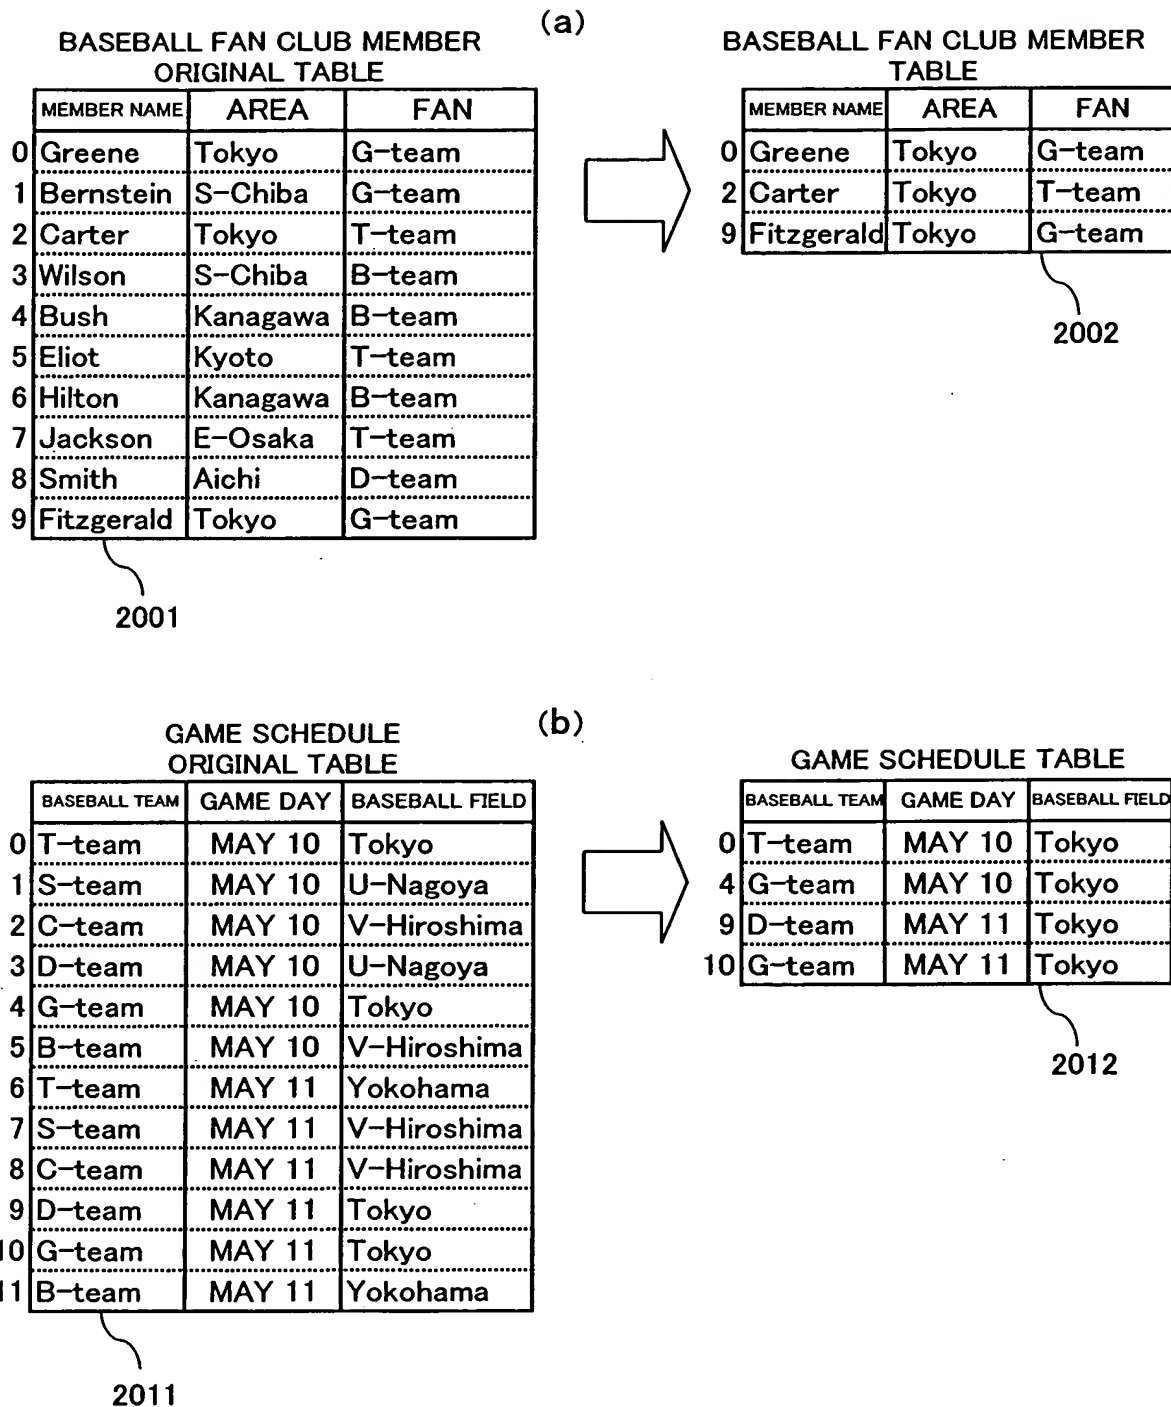 (a)
BASEBALL FAN CLUB MEMBER
ORIGINAL TABLE
MEMBER NAME AREA FAN
0 Greene Tokyo G-team
1 Bernstein S-Chiba G-team
2 Carter Tokyo T-team
3 Wilson S-Chiba B-team
4 Bush Kanagawa B-team
5 Eliot Kyoto T-team
6 Hilton Kanagawa B-team
7 Jackson E-Osaka T-team
8 Smith Aichi D-team
9 Fitzgerald Tokyo G-team
2001
BASEBALL FAN CLUB MEMBER
TABLE
MEMBER NAME AREA FAN
0 Greene Tokyo G-team
2 Carter Tokyo T-team
9 Fitzgerald Tokyo G-team
2002
(b)
GAME SCHEDULE
ORIGINAL TABLE
BASEBALL TEAM GAME DAY BASEBALL FIELD
0 T-team MAY 10 Tokyo
1 S-team MAY 10 U-Nagoya
2 C-team MAY 10 V-Hiroshima
3 D-team MAY 10 U-Nagoya
4 G-team MAY 10 Tokyo
5 B-team MAY 10 V-Hiroshima
6 T-team MAY 11 Yokohama
7 S-team MAY 11 V-Hiroshima
8 C-team MAY 11 V-Hiroshima
9 D-team MAY 11 Tokyo
10 G-team MAY 11 Tokyo
11 B-team MAY 11 Yokohama
2011
GAME SCHEDULE TABLE
BASEBALL TEAM GAME DAY BASEBALL FIELD
0 T-team MAY 10 Tokyo
4 G-team MAY 10 Tokyo
9 D-team MAY 11 Tokyo
10 G-team MAY 11 Tokyo
2012